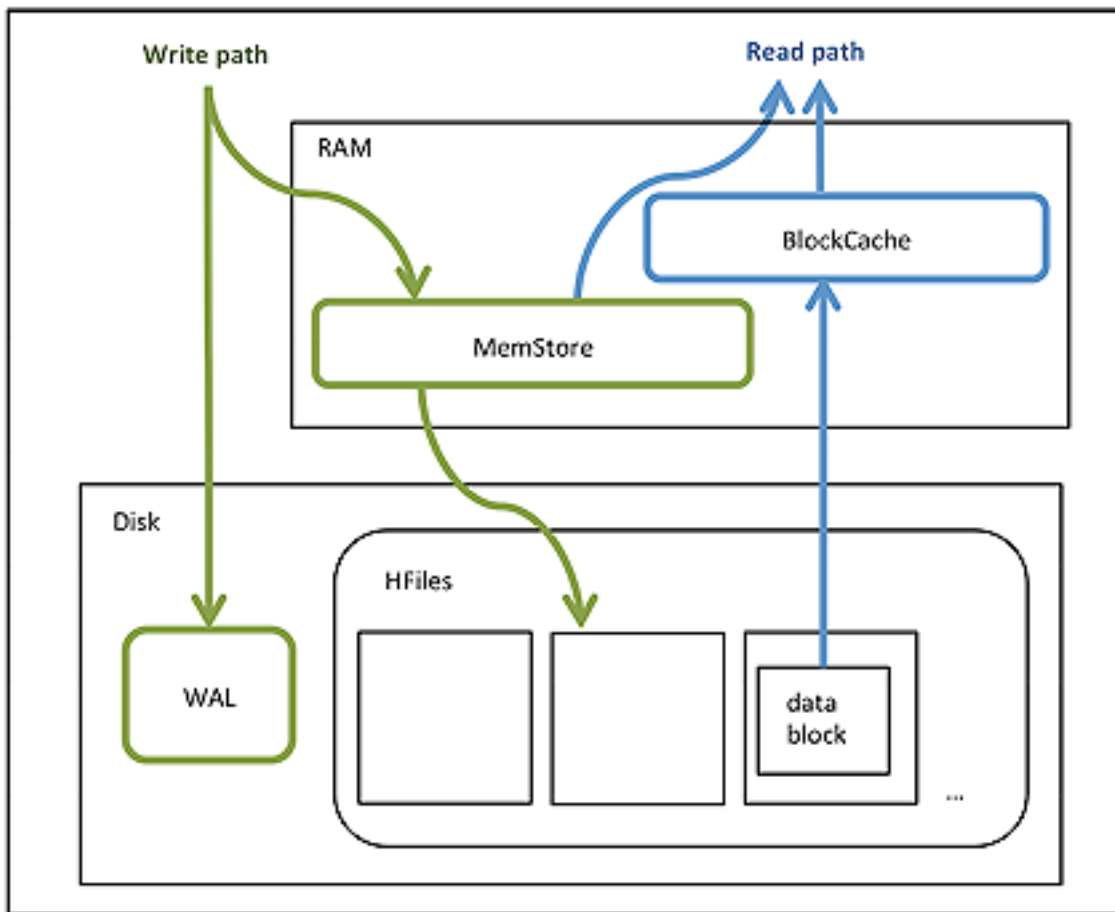 Write path
Read path
RAM
BlockCache
MemStore
Disk
HFiles
WAL
data
block
...